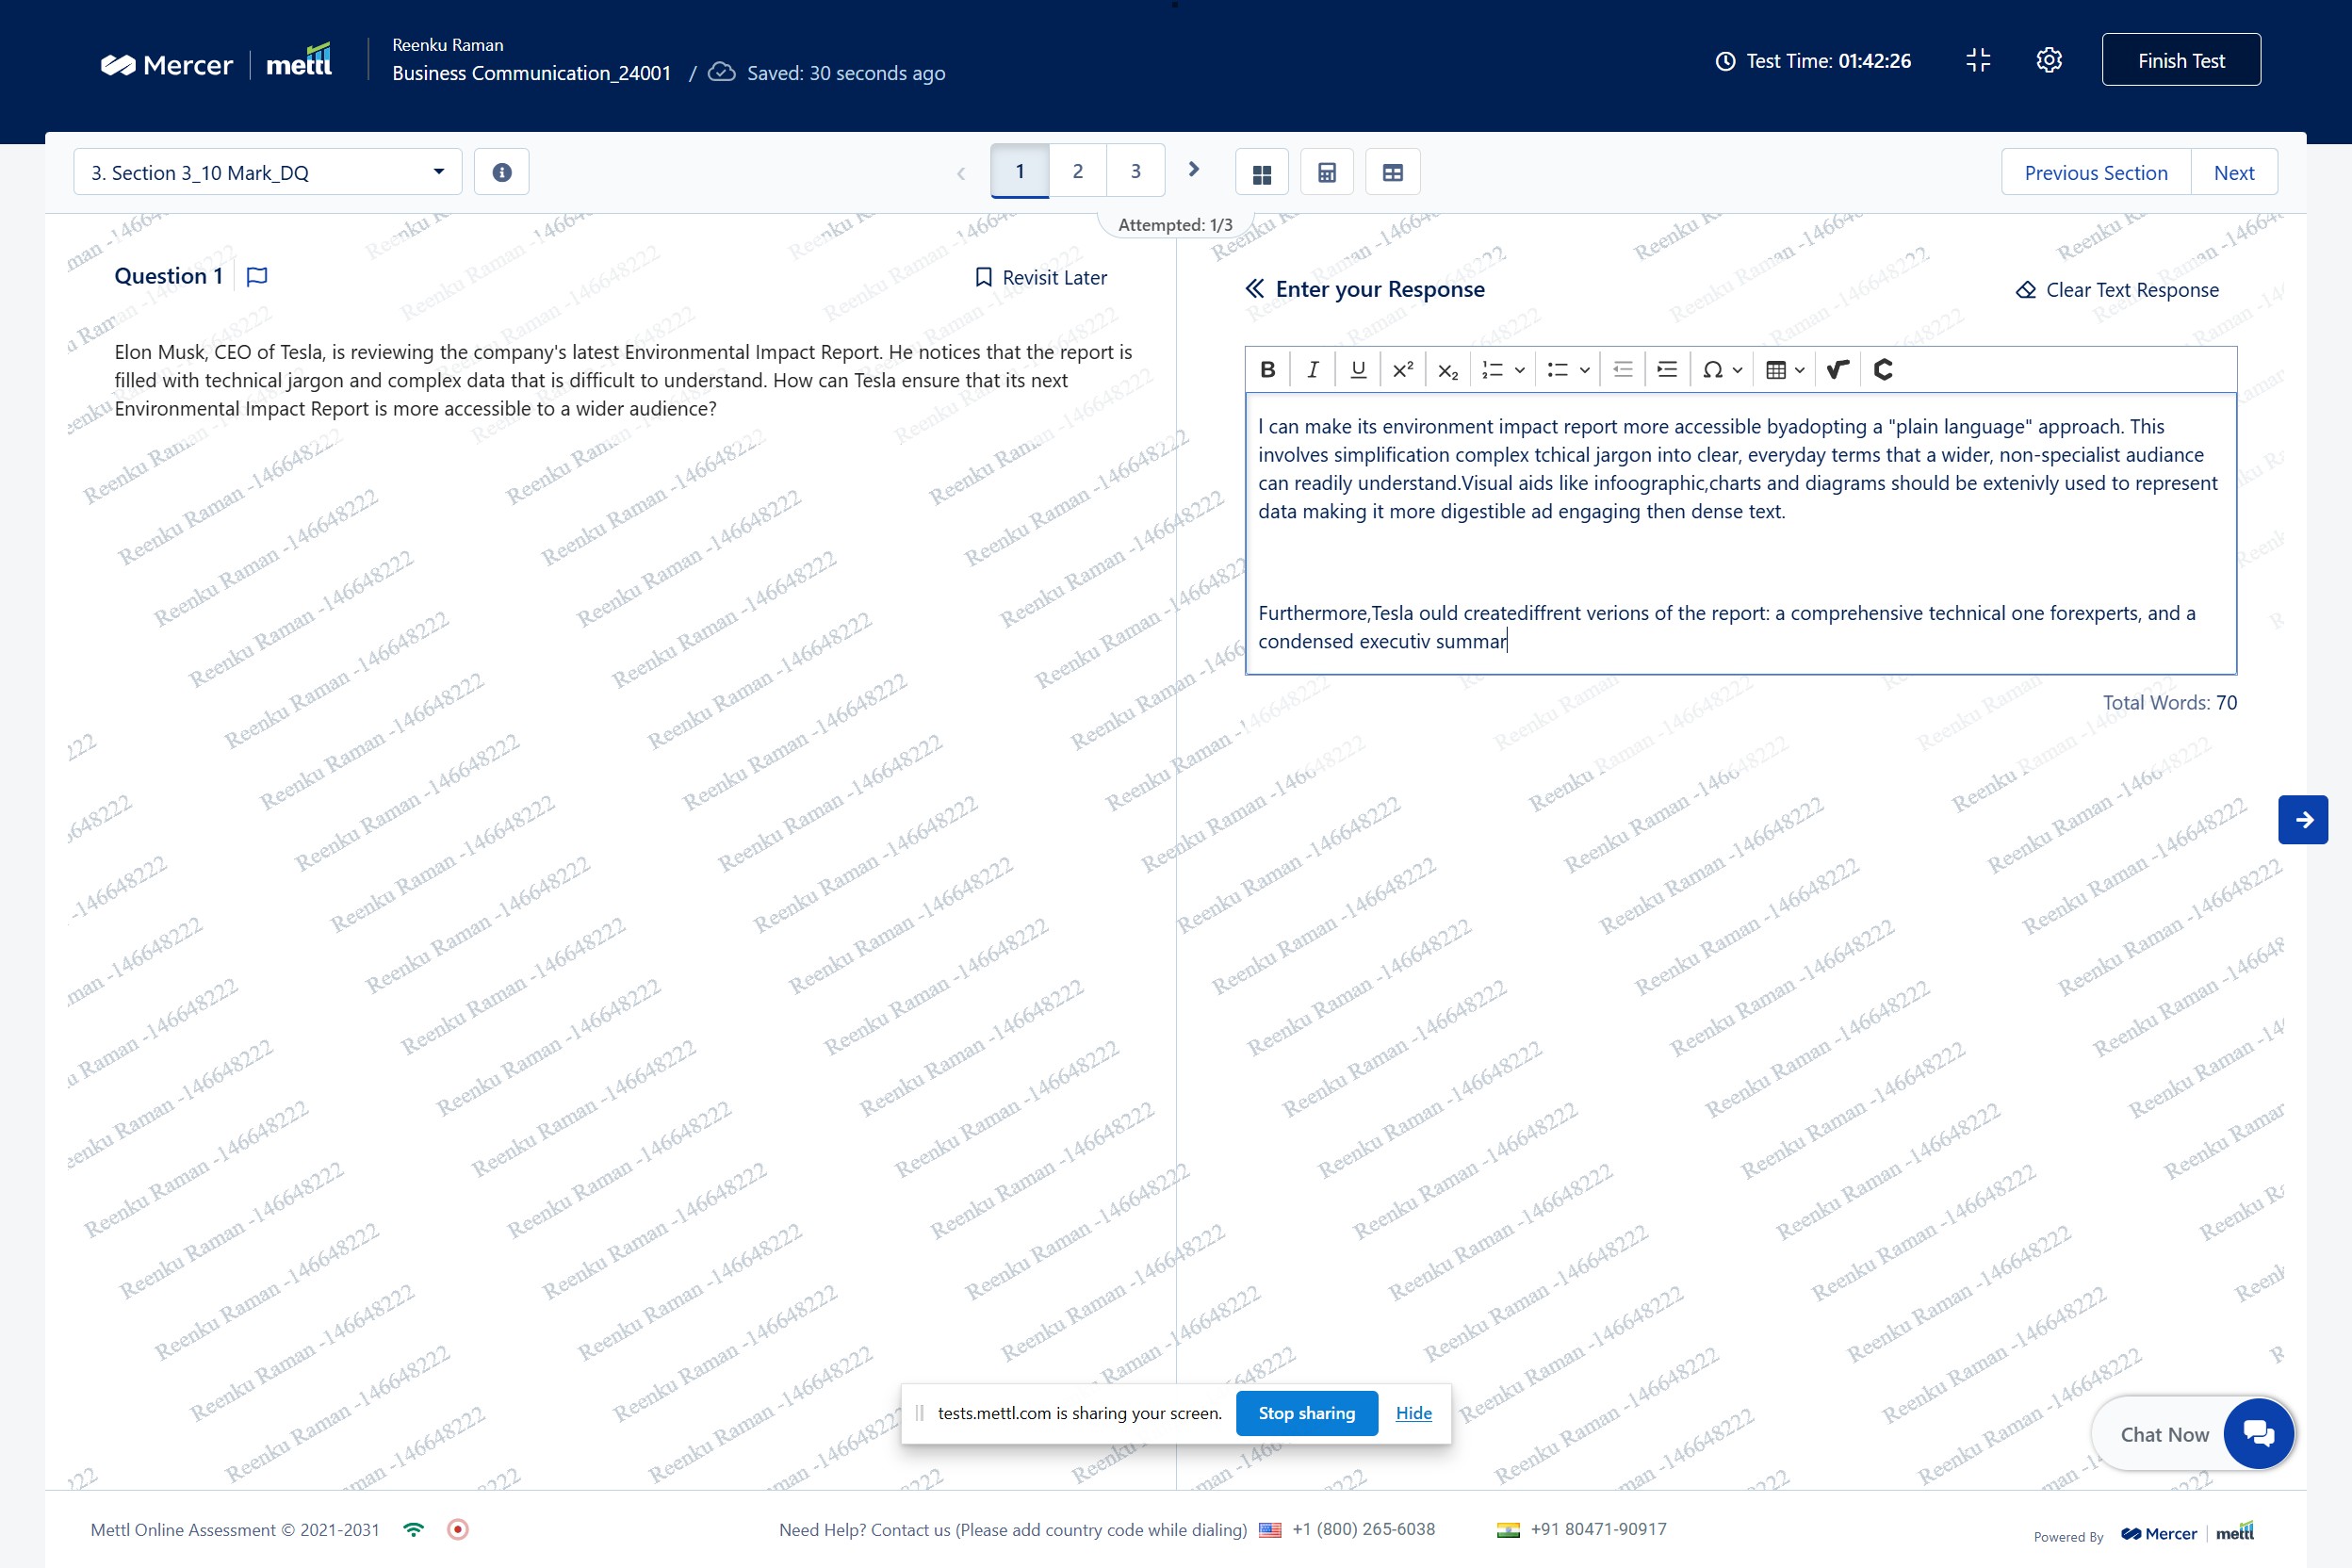 Mercer | mettl
Reenku Raman
Business Communication_24001 / Saved: 30 seconds ago
Test Time: 01:42:26
Finish Test
3. Section 3_10 Mark_DQ
1 2 3
Previous Section
Next
Attempted: 1/3
Question 1
Revisit Later
Elon Musk, CEO of Tesla, is reviewing the company's latest Environmental Impact Report. He notices that the report is
filled with technical jargon and complex data that is difficult to understand. How can Tesla ensure that its next
Environmental Impact Report is more accessible to a wider audience?
Enter your Response
Clear Text Response
B I U x² x₂ Ω
I can make its environment impact report more accessible byadopting a "plain language" approach. This
involves simplification complex tchical jargon into clear, everyday terms that a wider, non-specialist audiance
can readily understand.Visual aids like infoographic,charts and diagrams should be extenivly used to represent
data making it more digestible ad engaging then dense text.
Furthermore,Tesla ould creatediffrent verions of the report: a comprehensive technical one forexperts, and a
condensed executiv summar
Total Words: 70
Reenku Raman -146648222
tests.mettl.com is sharing your screen.
Stop sharing
Hide
Chat Now
Mettl Online Assessment © 2021-2031
Need Help? Contact us (Please add country code while dialing) +1 (800) 265-6038 +91 80471-90917
Powered By Mercer | mettl